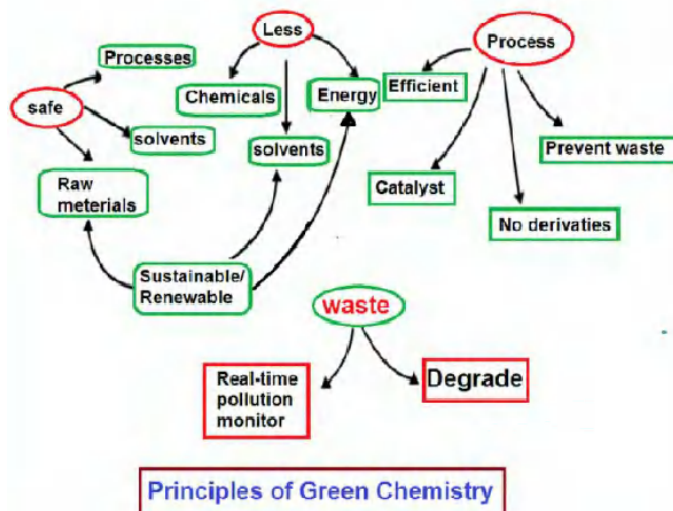 Less
Process
Processes
safe
Chemicals
Energy
Efficient
solvents
solvents
Prevent waste
Raw
meterials
Catalyst
No derivaties
Sustainable/
Renewable
waste
Real-time
pollution
monitor
Degrade
Principles of Green Chemistry